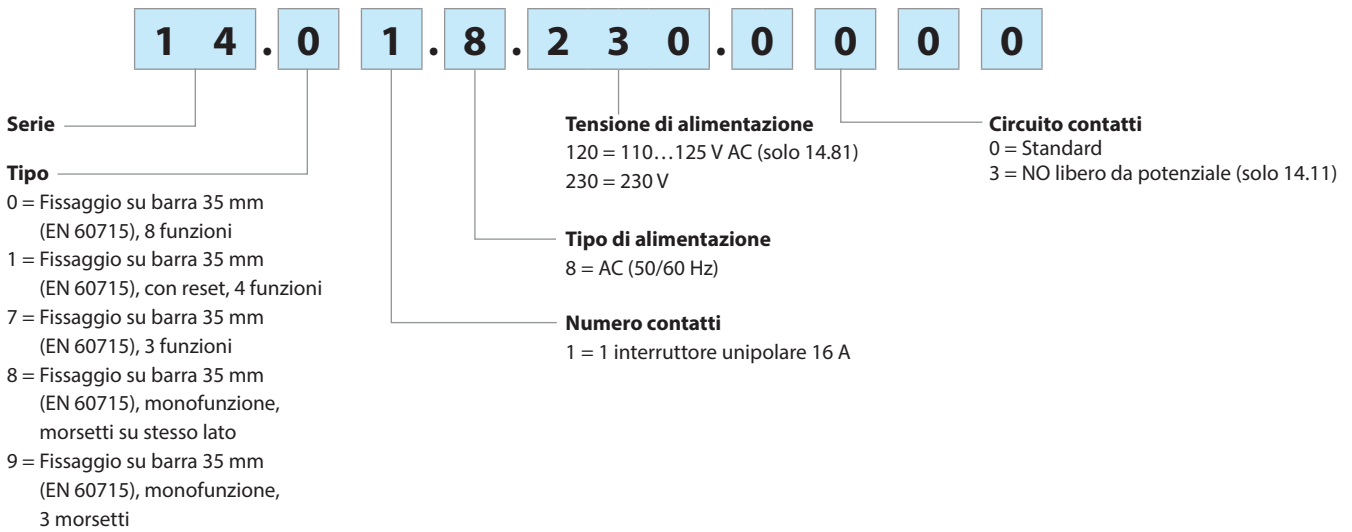 1 4 . 0 1 . 8 . 2 3 0 . 0 0 0 0
Serie
Tipo
0 = Fissaggio su barra 35 mm
(EN 60715), 8 funzioni
1 = Fissaggio su barra 35 mm
(EN 60715), con reset, 4 funzioni
7 = Fissaggio su barra 35 mm
(EN 60715), 3 funzioni
8 = Fissaggio su barra 35 mm
(EN 60715), monofunzione,
morsetti su stesso lato
9 = Fissaggio su barra 35 mm
(EN 60715), monofunzione,
3 morsetti
Tensione di alimentazione
120 = 110…125 V AC (solo 14.81)
230 = 230 V
Tipo di alimentazione
8 = AC (50/60 Hz)
Numero contatti
1 = 1 interruttore unipolare 16 A
Circuito contatti
0 = Standard
3 = NO libero da potenziale (solo 14.11)